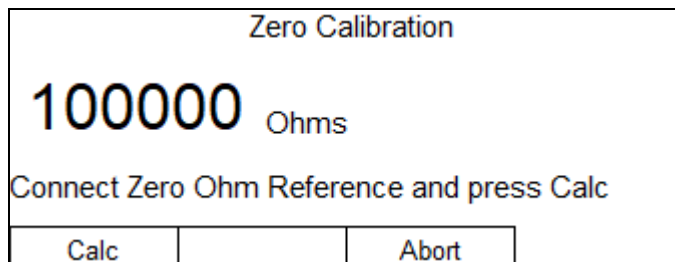 Zero Calibration
100000 Ohms
Connect Zero Ohm Reference and press Calc
Calc Abort